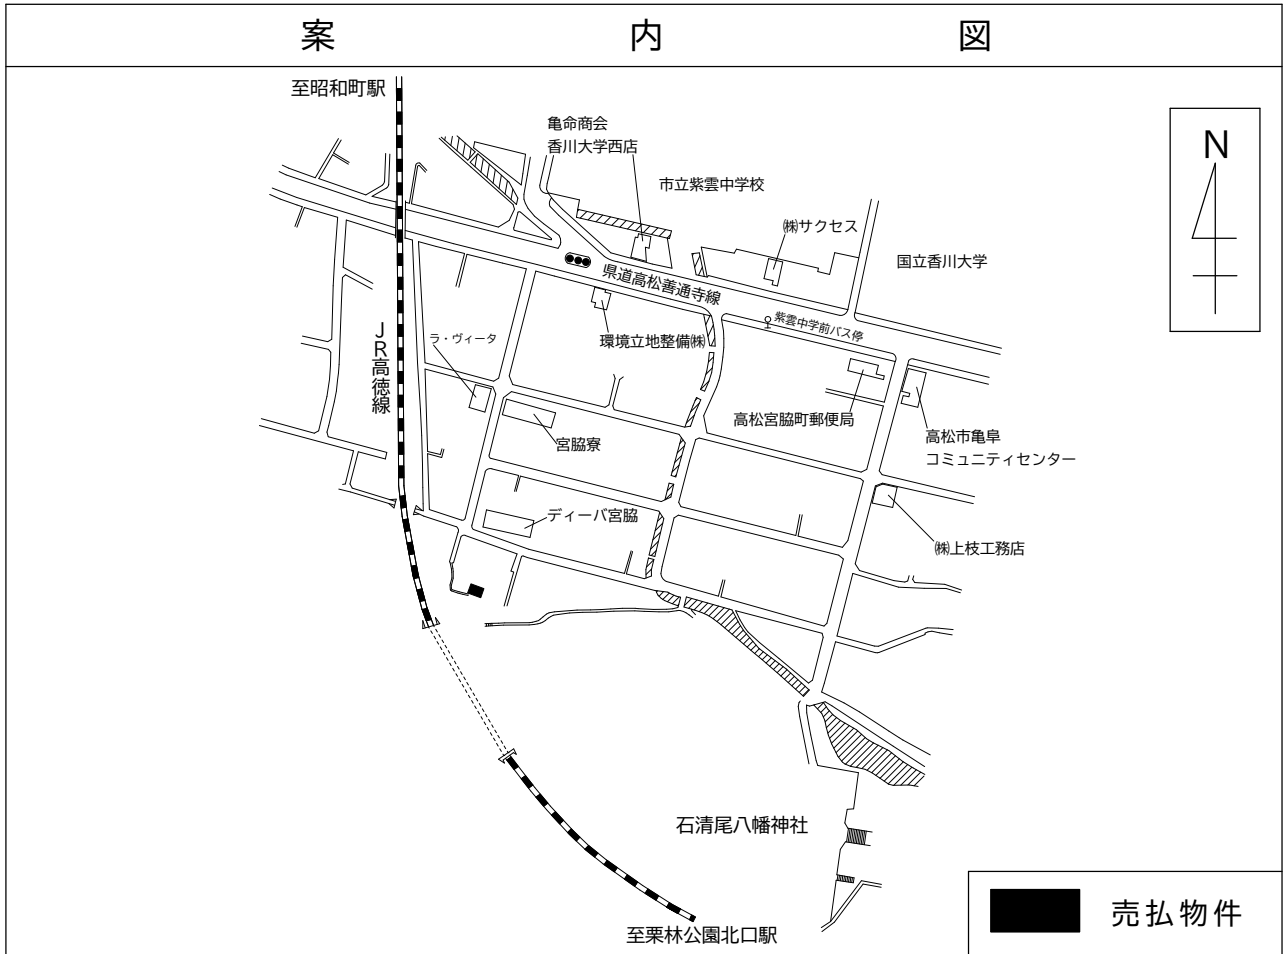 案内図
至昭和町駅
亀命商会
香川大学西店
市立紫雲中学校
N
㈱サクセス
国立香川大学
県道高松善通寺線
紫雲中学前バス停
環境立地整備㈱
ラ・ヴィータ
JR高徳線
高松宮脇町郵便局
高松市亀阜
コミュニティセンター
宮脇寮
ディーバ宮脇
㈱上枝工務店
石清尾八幡神社
売払物件
至栗林公園北口駅